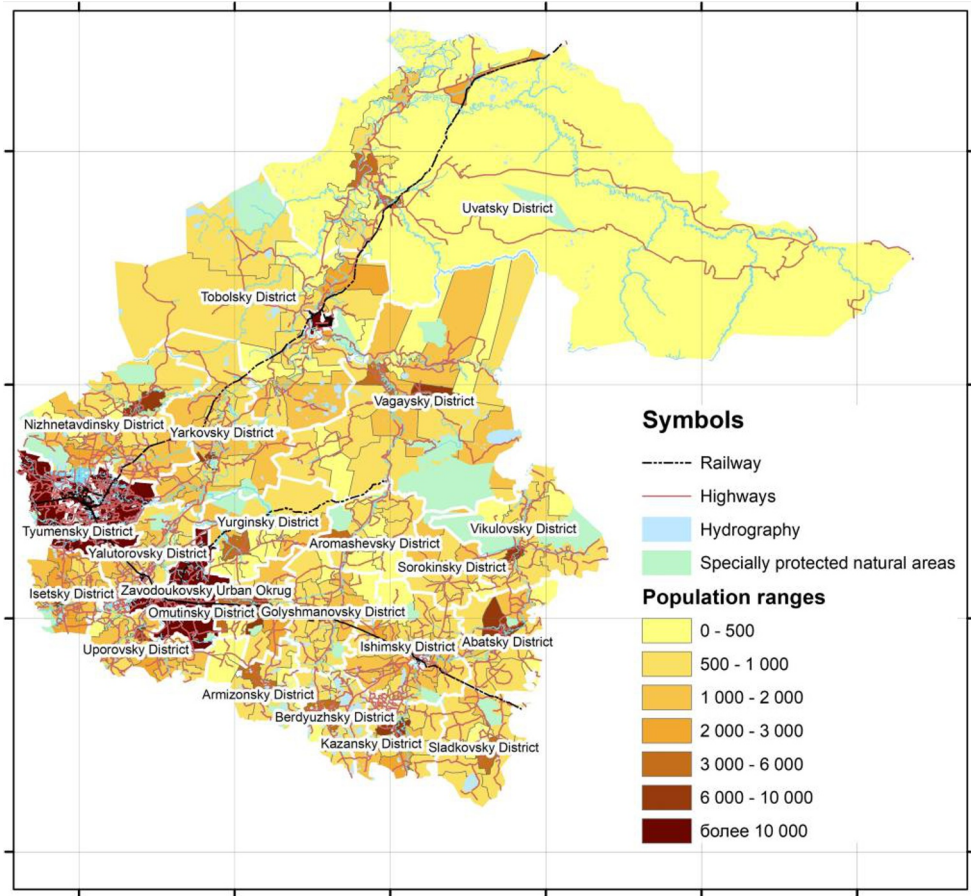 Uvatsky District
Tobolsky District
Vagaysky District
Nizhnetavdinsky District
Yarkovsky District
Yurginsky District
Vikulovsky District
Tyumensky District
Aromashevsky District
Yalutorovsky District
Sorokinsky District
Isetsky District
Zavodoukovsky Urban Okrug
Omutinsky District
Golyshmanovsky District
Abatsky District
Uporovsky District
Ishimsky District
Armizonsky District
Berdyuzhsky District
Kazansky District
Sladkovsky District
Symbols
Railway
Highways
Hydrography
Specially protected natural areas
Population ranges
0 - 500
500 - 1 000
1 000 - 2 000
2 000 - 3 000
3 000 - 6 000
6 000 - 10 000
более 10 000